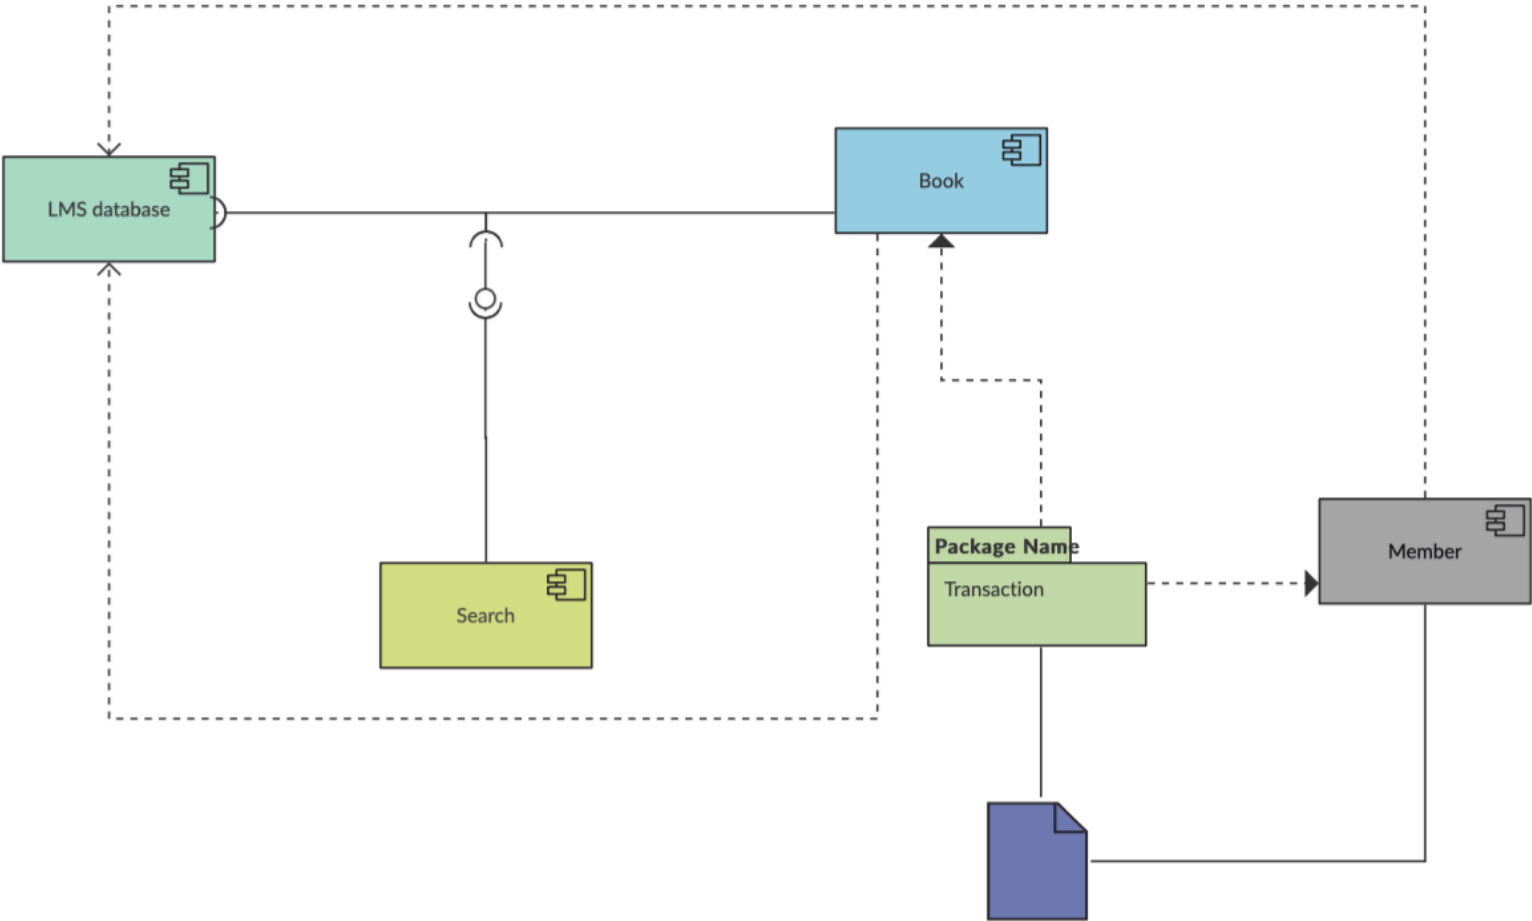 Book
LMS database
Package Name
Transaction
Member
Search